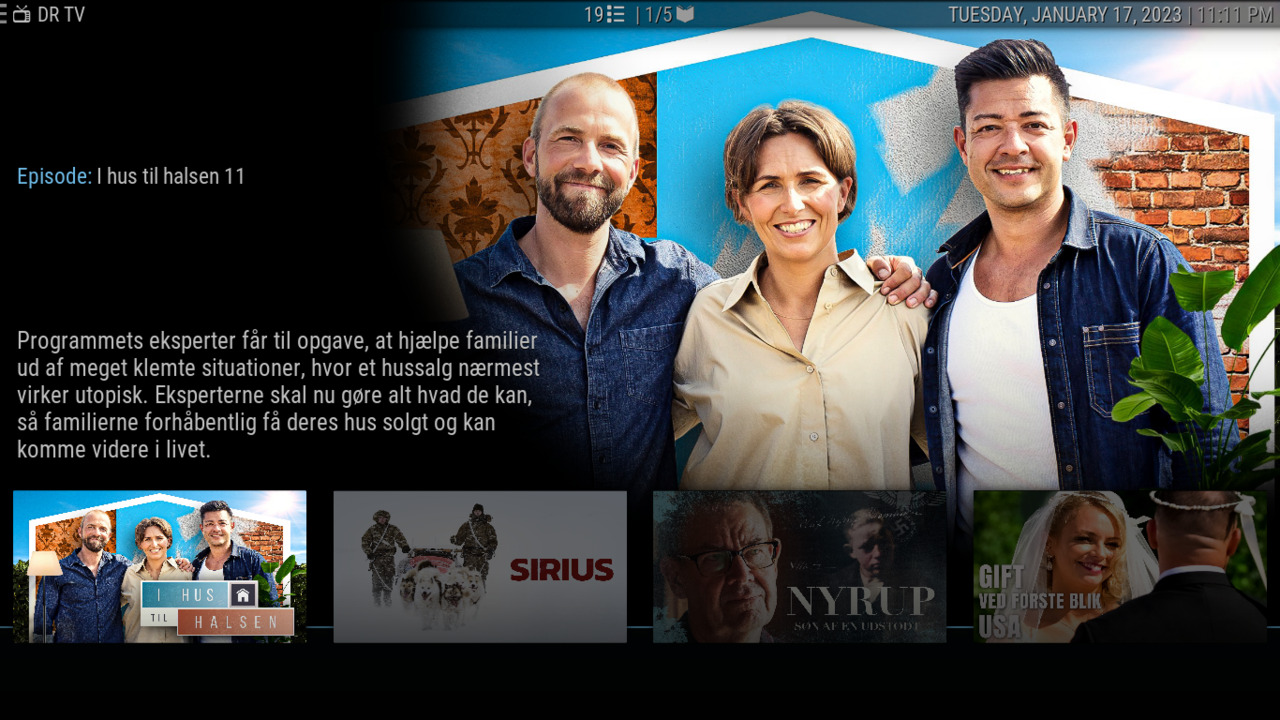 DR TV
19 | 1/5
TUESDAY, JANUARY 17, 2023 | 11:11 PM
Episode: I hus til halsen 11
Programmets eksperter får til opgave, at hjælpe familier
ud af meget klemte situationer, hvor et hussalg nærmest
virker utopisk. Eksperterne skal nu gøre alt hvad de kan,
så familierne forhåbentlig få deres hus solgt og kan
komme videre i livet.
I HUS
TIL HALSEN
SIRIUS
NYRUP
SØN AF EN UDSTØDT
GIFT
VED FØRSTE BLIK
USA